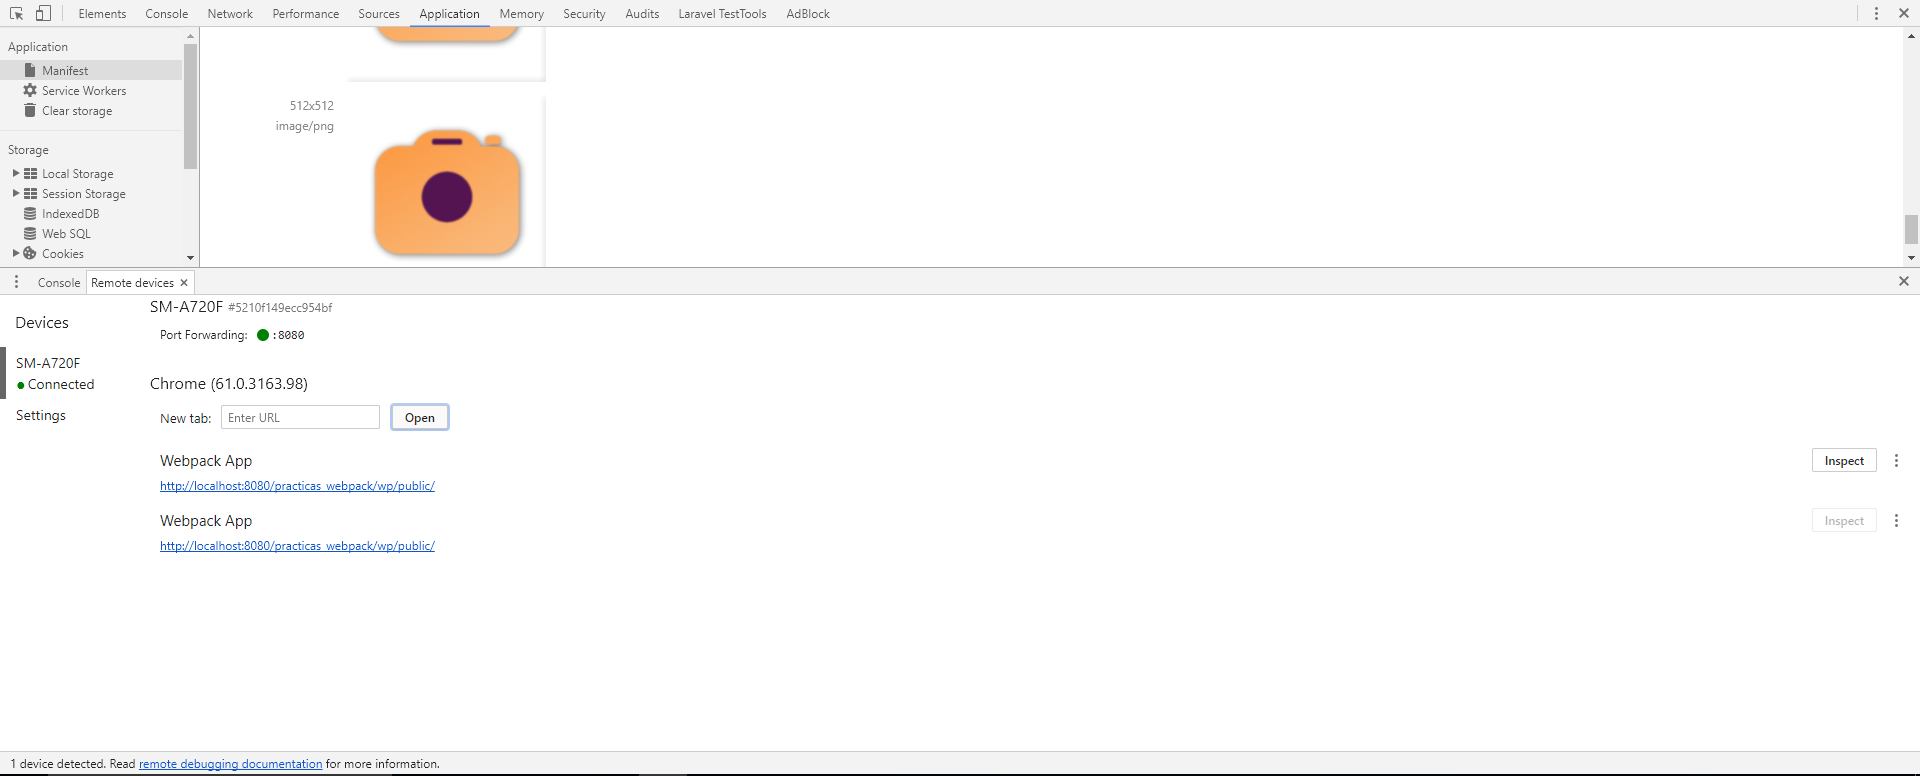 Elements Console Network Performance Sources Application Memory Security Audits Laravel TestTools AdBlock
Application
Manifest
Service Workers
Clear storage
Storage
Local Storage
Session Storage
IndexedDB
Web SQL
Cookies
512x512
image/png
Console Remote devices
Devices
SM-A720F
Connected
Settings
SM-A720F #5210f149ecc954bf
Port Forwarding: :8080
Chrome (61.0.3163.98)
New tab: Enter URL Open
Webpack App Inspect
http://localhost:8080/practicas_webpack/wp/public/
Webpack App Inspect
http://localhost:8080/practicas_webpack/wp/public/
1 device detected. Read remote debugging documentation for more information.